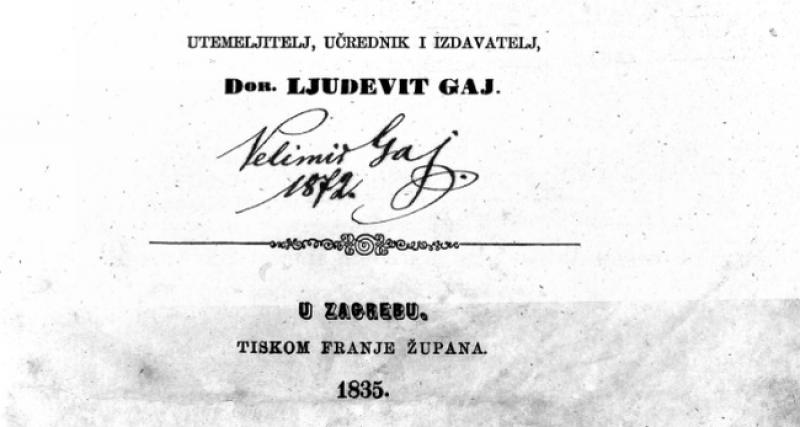 UTEMELJITELJ, UČREDNIK I IZDAVATELJ,
Dor. LJUDEVIT GAJ.
Velimir Gaj.
1872.
U ZAGREBU.
TISKOM FRANJE ŽUPANA.
1835.